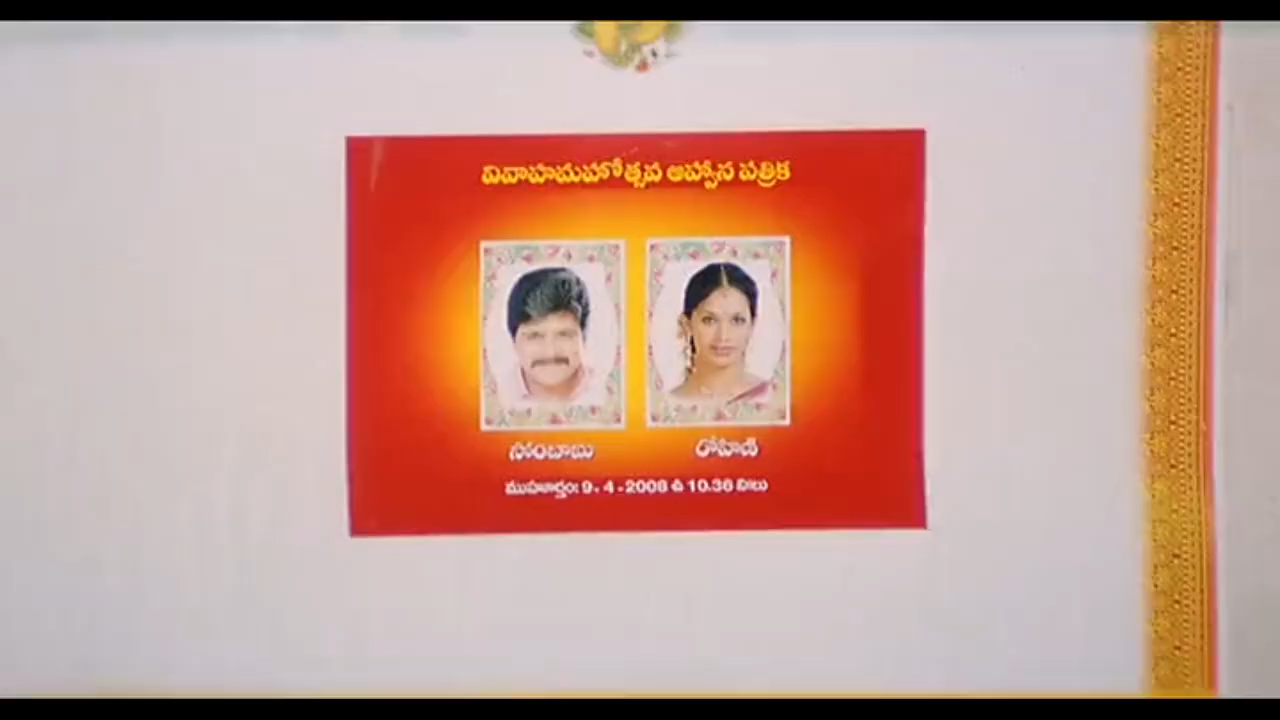 వివాహమహోత్సవ ఆహ్వాన పత్రిక
సోంబాబు రోహిణి
ముహూర్తం: 9-4-2008 ఉ 10.36 ని॥లు